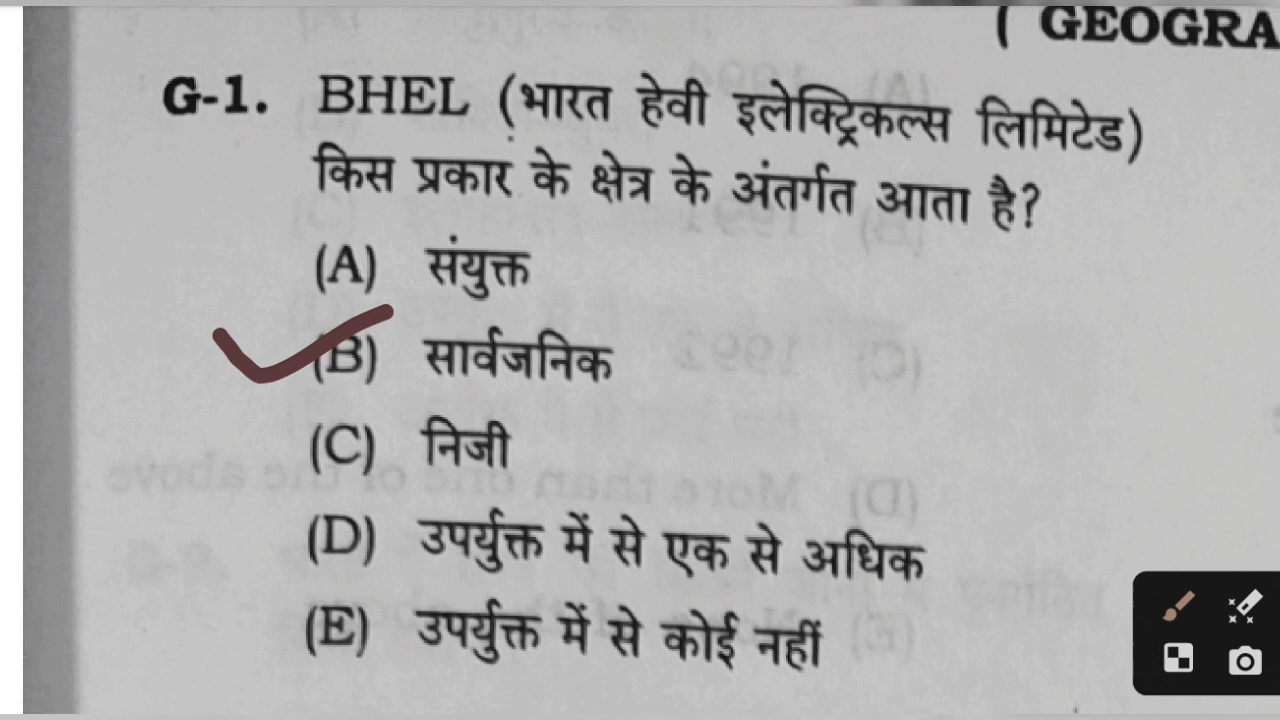 ( GEOGRA
G-1. BHEL (भारत हेवी इलेक्ट्रिकल्स लिमिटेड)
किस प्रकार के क्षेत्र के अंतर्गत आता है?
(A) संयुक्त
(B) सार्वजनिक
(C) निजी
(D) उपर्युक्त में से एक से अधिक
(E) उपर्युक्त में से कोई नहीं